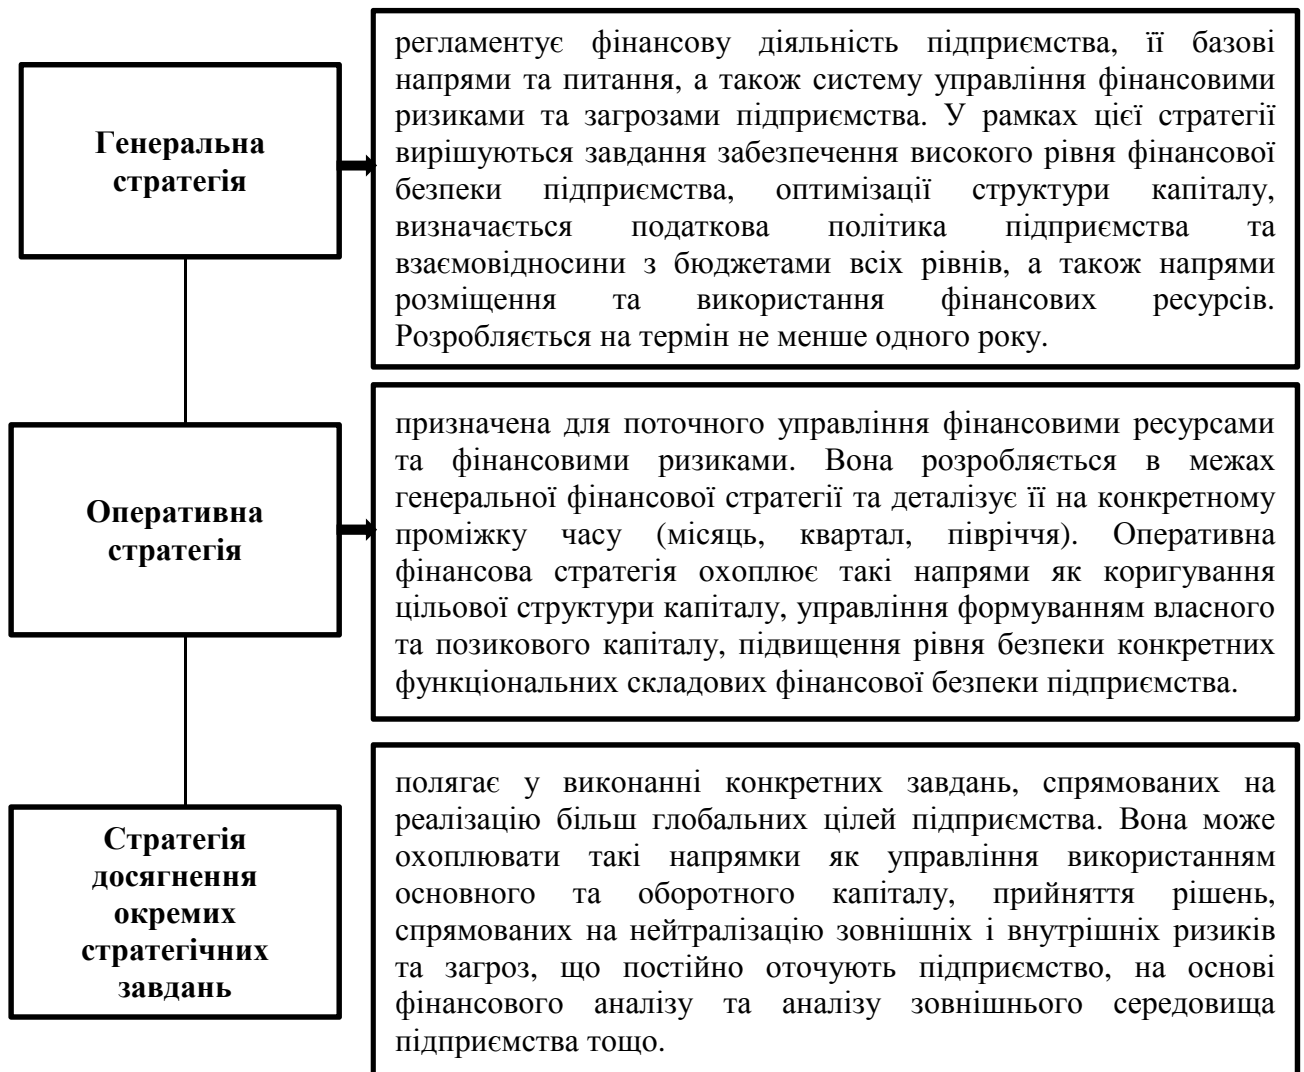 Генеральна
стратегія
регламентує фінансову діяльність підприємства, її базові
напрями та питання, а також систему управління фінансовими
ризиками та загрозами підприємства. У рамках цієї стратегії
вирішуються завдання забезпечення високого рівня фінансової
безпеки підприємства, оптимізації структури капіталу,
визначається податкова політика підприємства та
взаємовідносини з бюджетами всіх рівнів, а також напрями
розміщення та використання фінансових ресурсів.
Розробляється на термін не менше одного року.
Оперативна
стратегія
призначена для поточного управління фінансовими ресурсами
та фінансовими ризиками. Вона розробляється в межах
генеральної фінансової стратегії та деталізує її на конкретному
проміжку часу (місяць, квартал, півріччя). Оперативна
фінансова стратегія охоплює такі напрями як коригування
цільової структури капіталу, управління формуванням власного
та позикового капіталу, підвищення рівня безпеки конкретних
функціональних складових фінансової безпеки підприємства.
Стратегія
досягнення
окремих
стратегічних
завдань
полягає у виконанні конкретних завдань, спрямованих на
реалізацію більш глобальних цілей підприємства. Вона може
охоплювати такі напрямки як управління використанням
основного та оборотного капіталу, прийняття рішень,
спрямованих на нейтралізацію зовнішніх і внутрішніх ризиків
та загроз, що постійно оточують підприємство, на основі
фінансового аналізу та аналізу зовнішнього середовища
підприємства тощо.